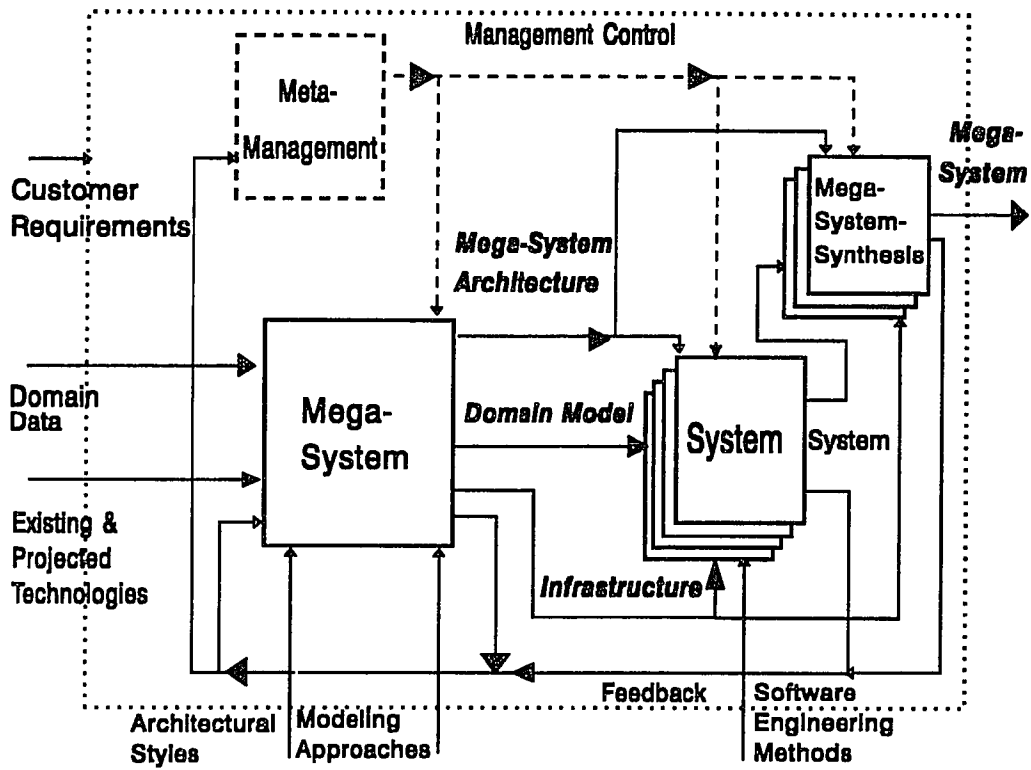 Management Control
Meta-
Management
Mega-
System
Customer
Requirements
Mega-
System-
Synthesis
Mega-System
Architecture
Domain
Data
Mega-
System
Domain Model
System
System
Existing &
Projected
Technologies
Infrastructure
Feedback
Architectural
Styles
Modeling
Approaches
Software
Engineering
Methods